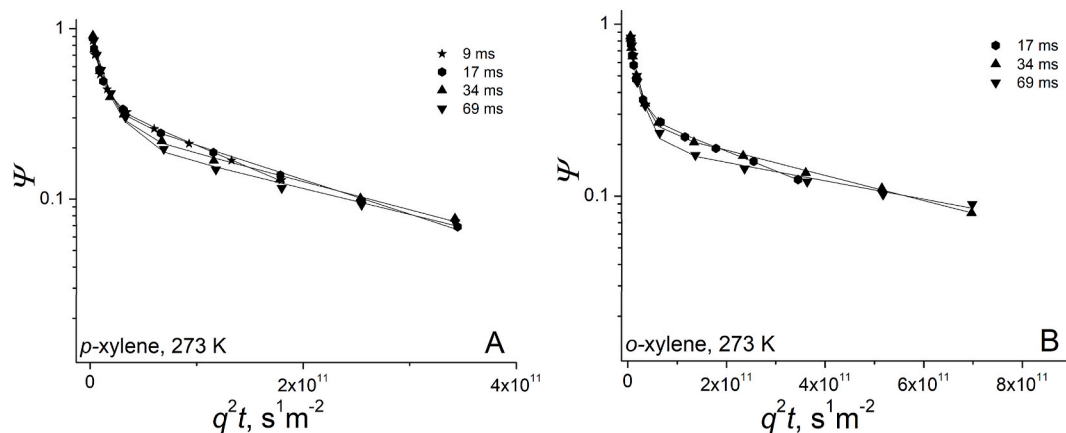 1
0.1
Ψ
9 ms
17 ms
34 ms
69 ms
p-xylene, 273 K
A
0
2x10¹¹
4x10¹¹
q²t, s¹m⁻²
1
0.1
Ψ
17 ms
34 ms
69 ms
o-xylene, 273 K
B
0
2x10¹¹
4x10¹¹
6x10¹¹
8x10¹¹
q²t, s¹m⁻²